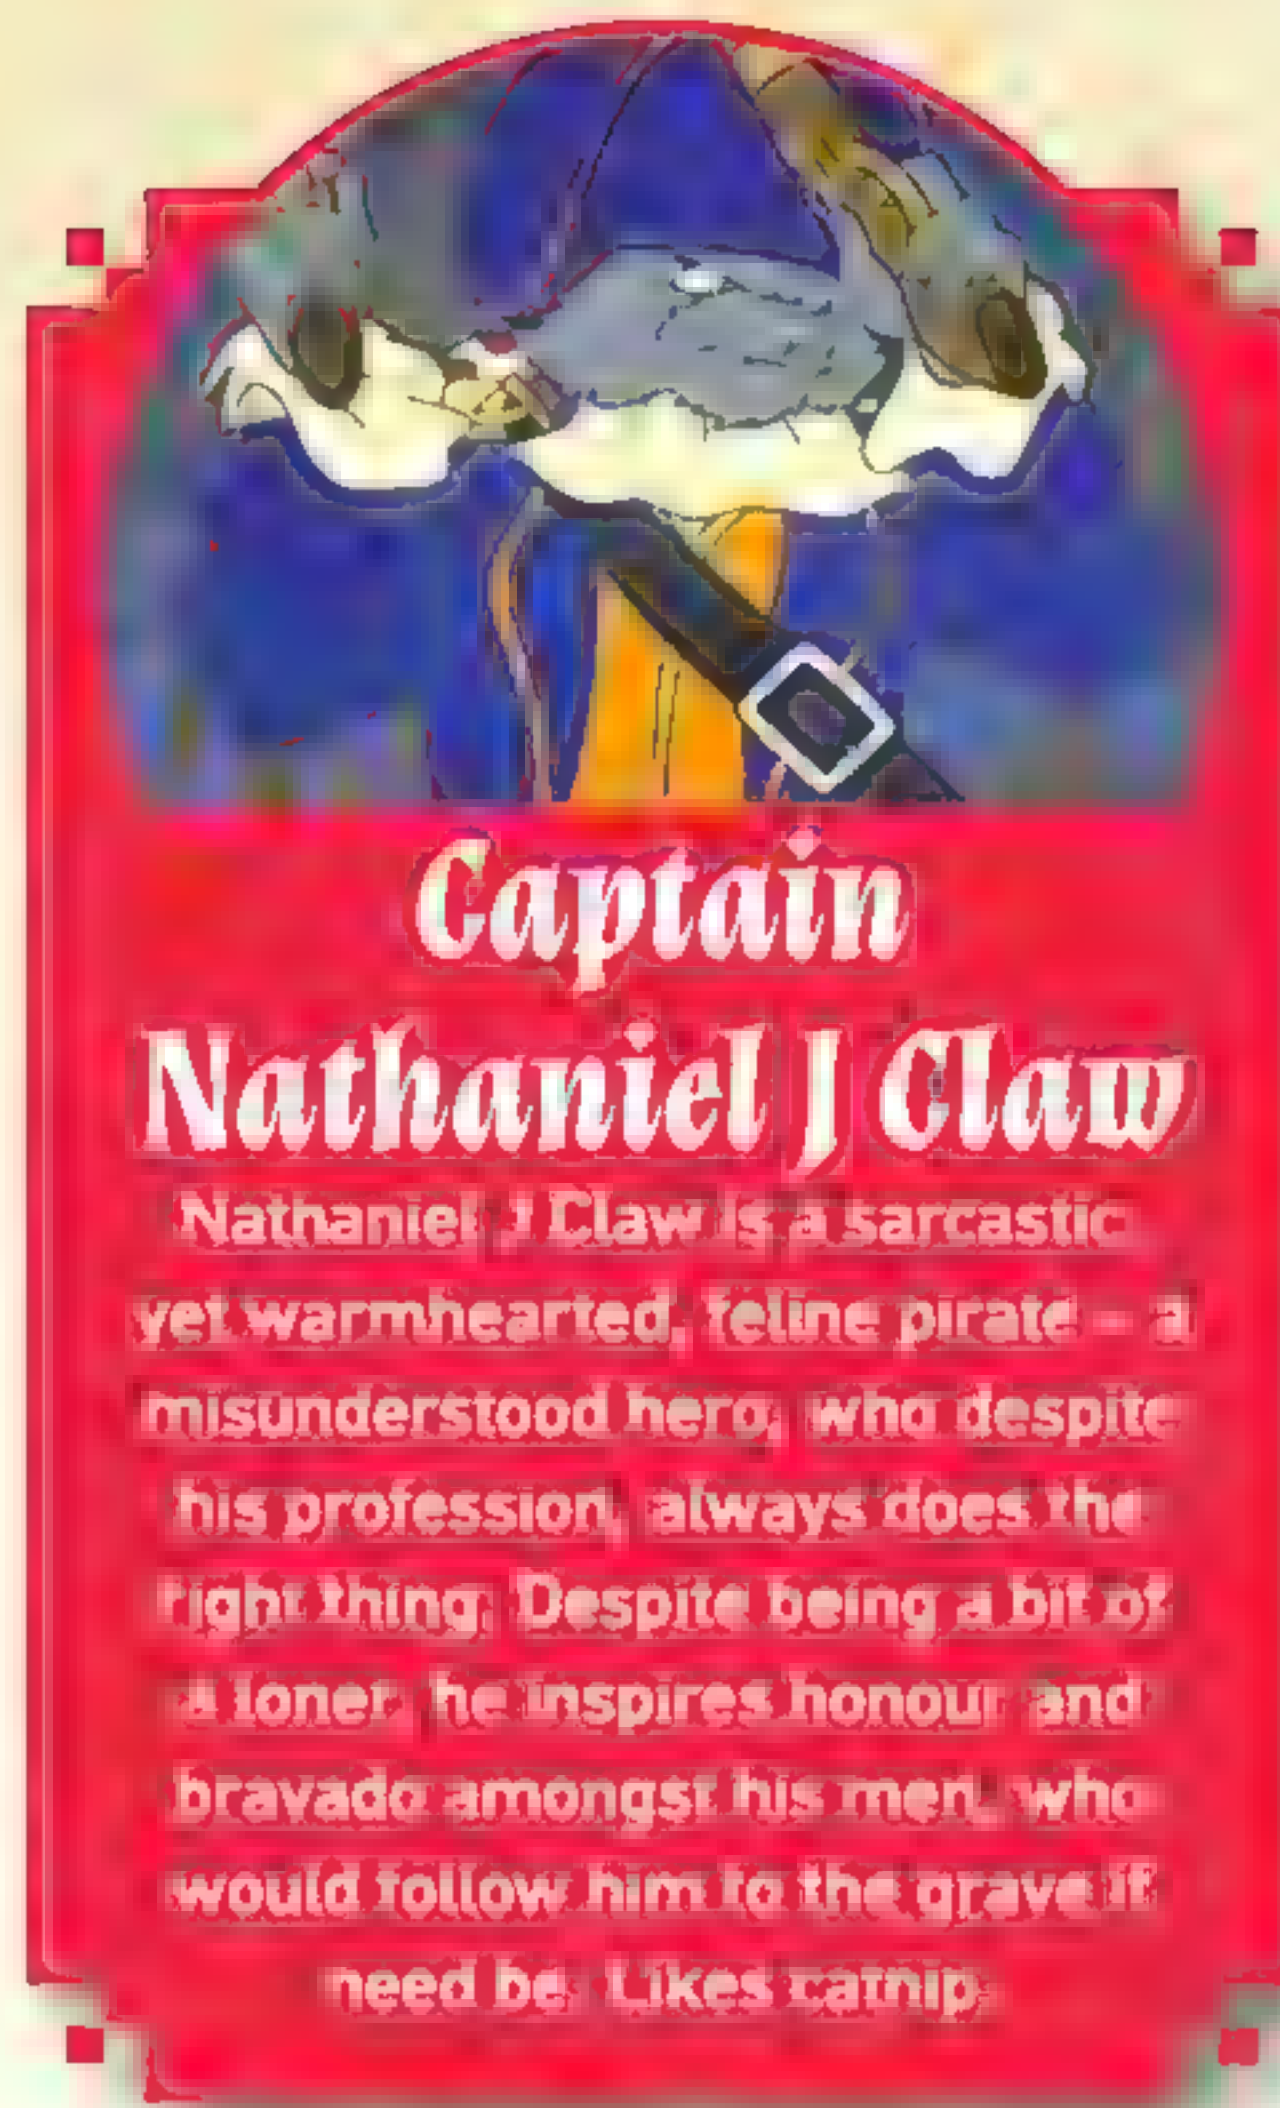 Captain
Nathaniel J Claw
Nathaniel J Claw is a sarcastic
yet warmhearted, feline pirate – a
misunderstood hero, who despite
his profession, always does the
right thing. Despite being a bit of
a loner, he inspires honour and
bravado amongst his men, who
would follow him to the grave if
need be. Likes catnip.